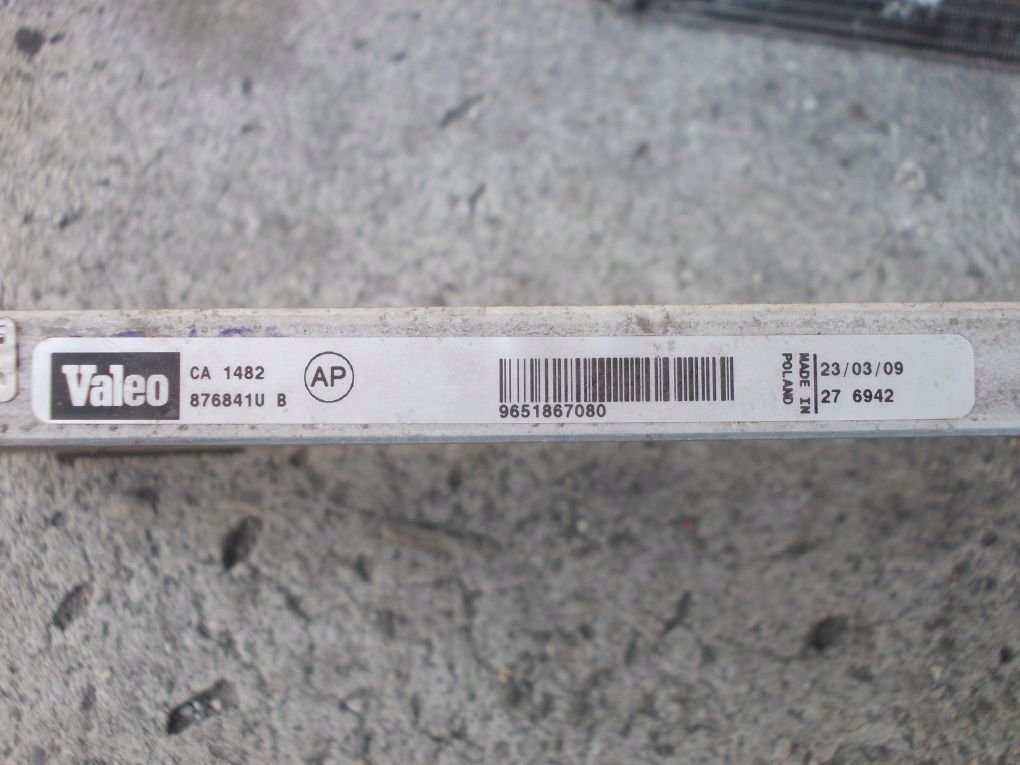 Valeo
CA 1482
876841U B
AP
9651867080
MADE IN
POLAND
23/03/09
27 6942